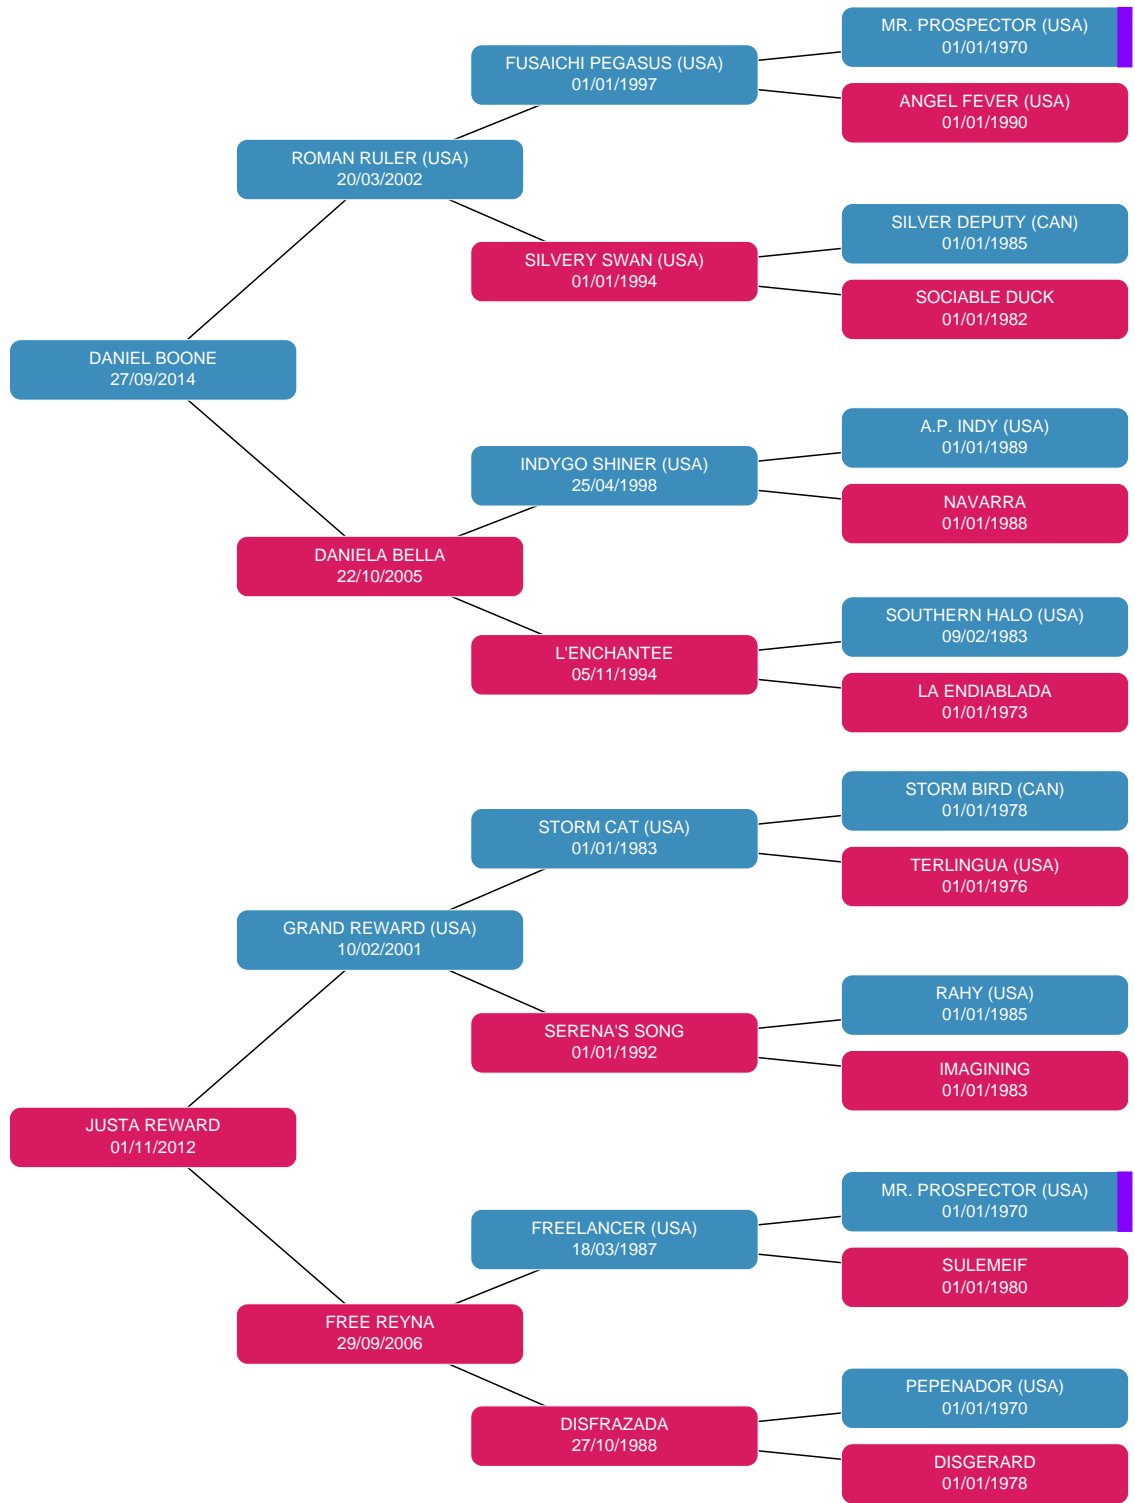 MR. PROSPECTOR (USA)
01/01/1970
FUSAICHI PEGASUS (USA)
01/01/1997
ANGEL FEVER (USA)
01/01/1990
ROMAN RULER (USA)
20/03/2002
SILVER DEPUTY (CAN)
01/01/1985
SILVERY SWAN (USA)
01/01/1994
SOCIABLE DUCK
01/01/1982
DANIEL BOONE
27/09/2014
A.P. INDY (USA)
01/01/1989
INDYGO SHINER (USA)
25/04/1998
NAVARRA
01/01/1988
DANIELA BELLA
22/10/2005
SOUTHERN HALO (USA)
09/02/1983
L'ENCHANTEE
05/11/1994
LA ENDIABLADA
01/01/1973
STORM BIRD (CAN)
01/01/1978
STORM CAT (USA)
01/01/1983
TERLINGUA (USA)
01/01/1976
GRAND REWARD (USA)
10/02/2001
RAHY (USA)
01/01/1985
SERENA'S SONG
01/01/1992
IMAGINING
01/01/1983
JUSTA REWARD
01/11/2012
MR. PROSPECTOR (USA)
01/01/1970
FREELANCER (USA)
18/03/1987
SULEMEIF
01/01/1980
FREE REYNA
29/09/2006
PEPENADOR (USA)
01/01/1970
DISFRAZADA
27/10/1988
DISGERARD
01/01/1978